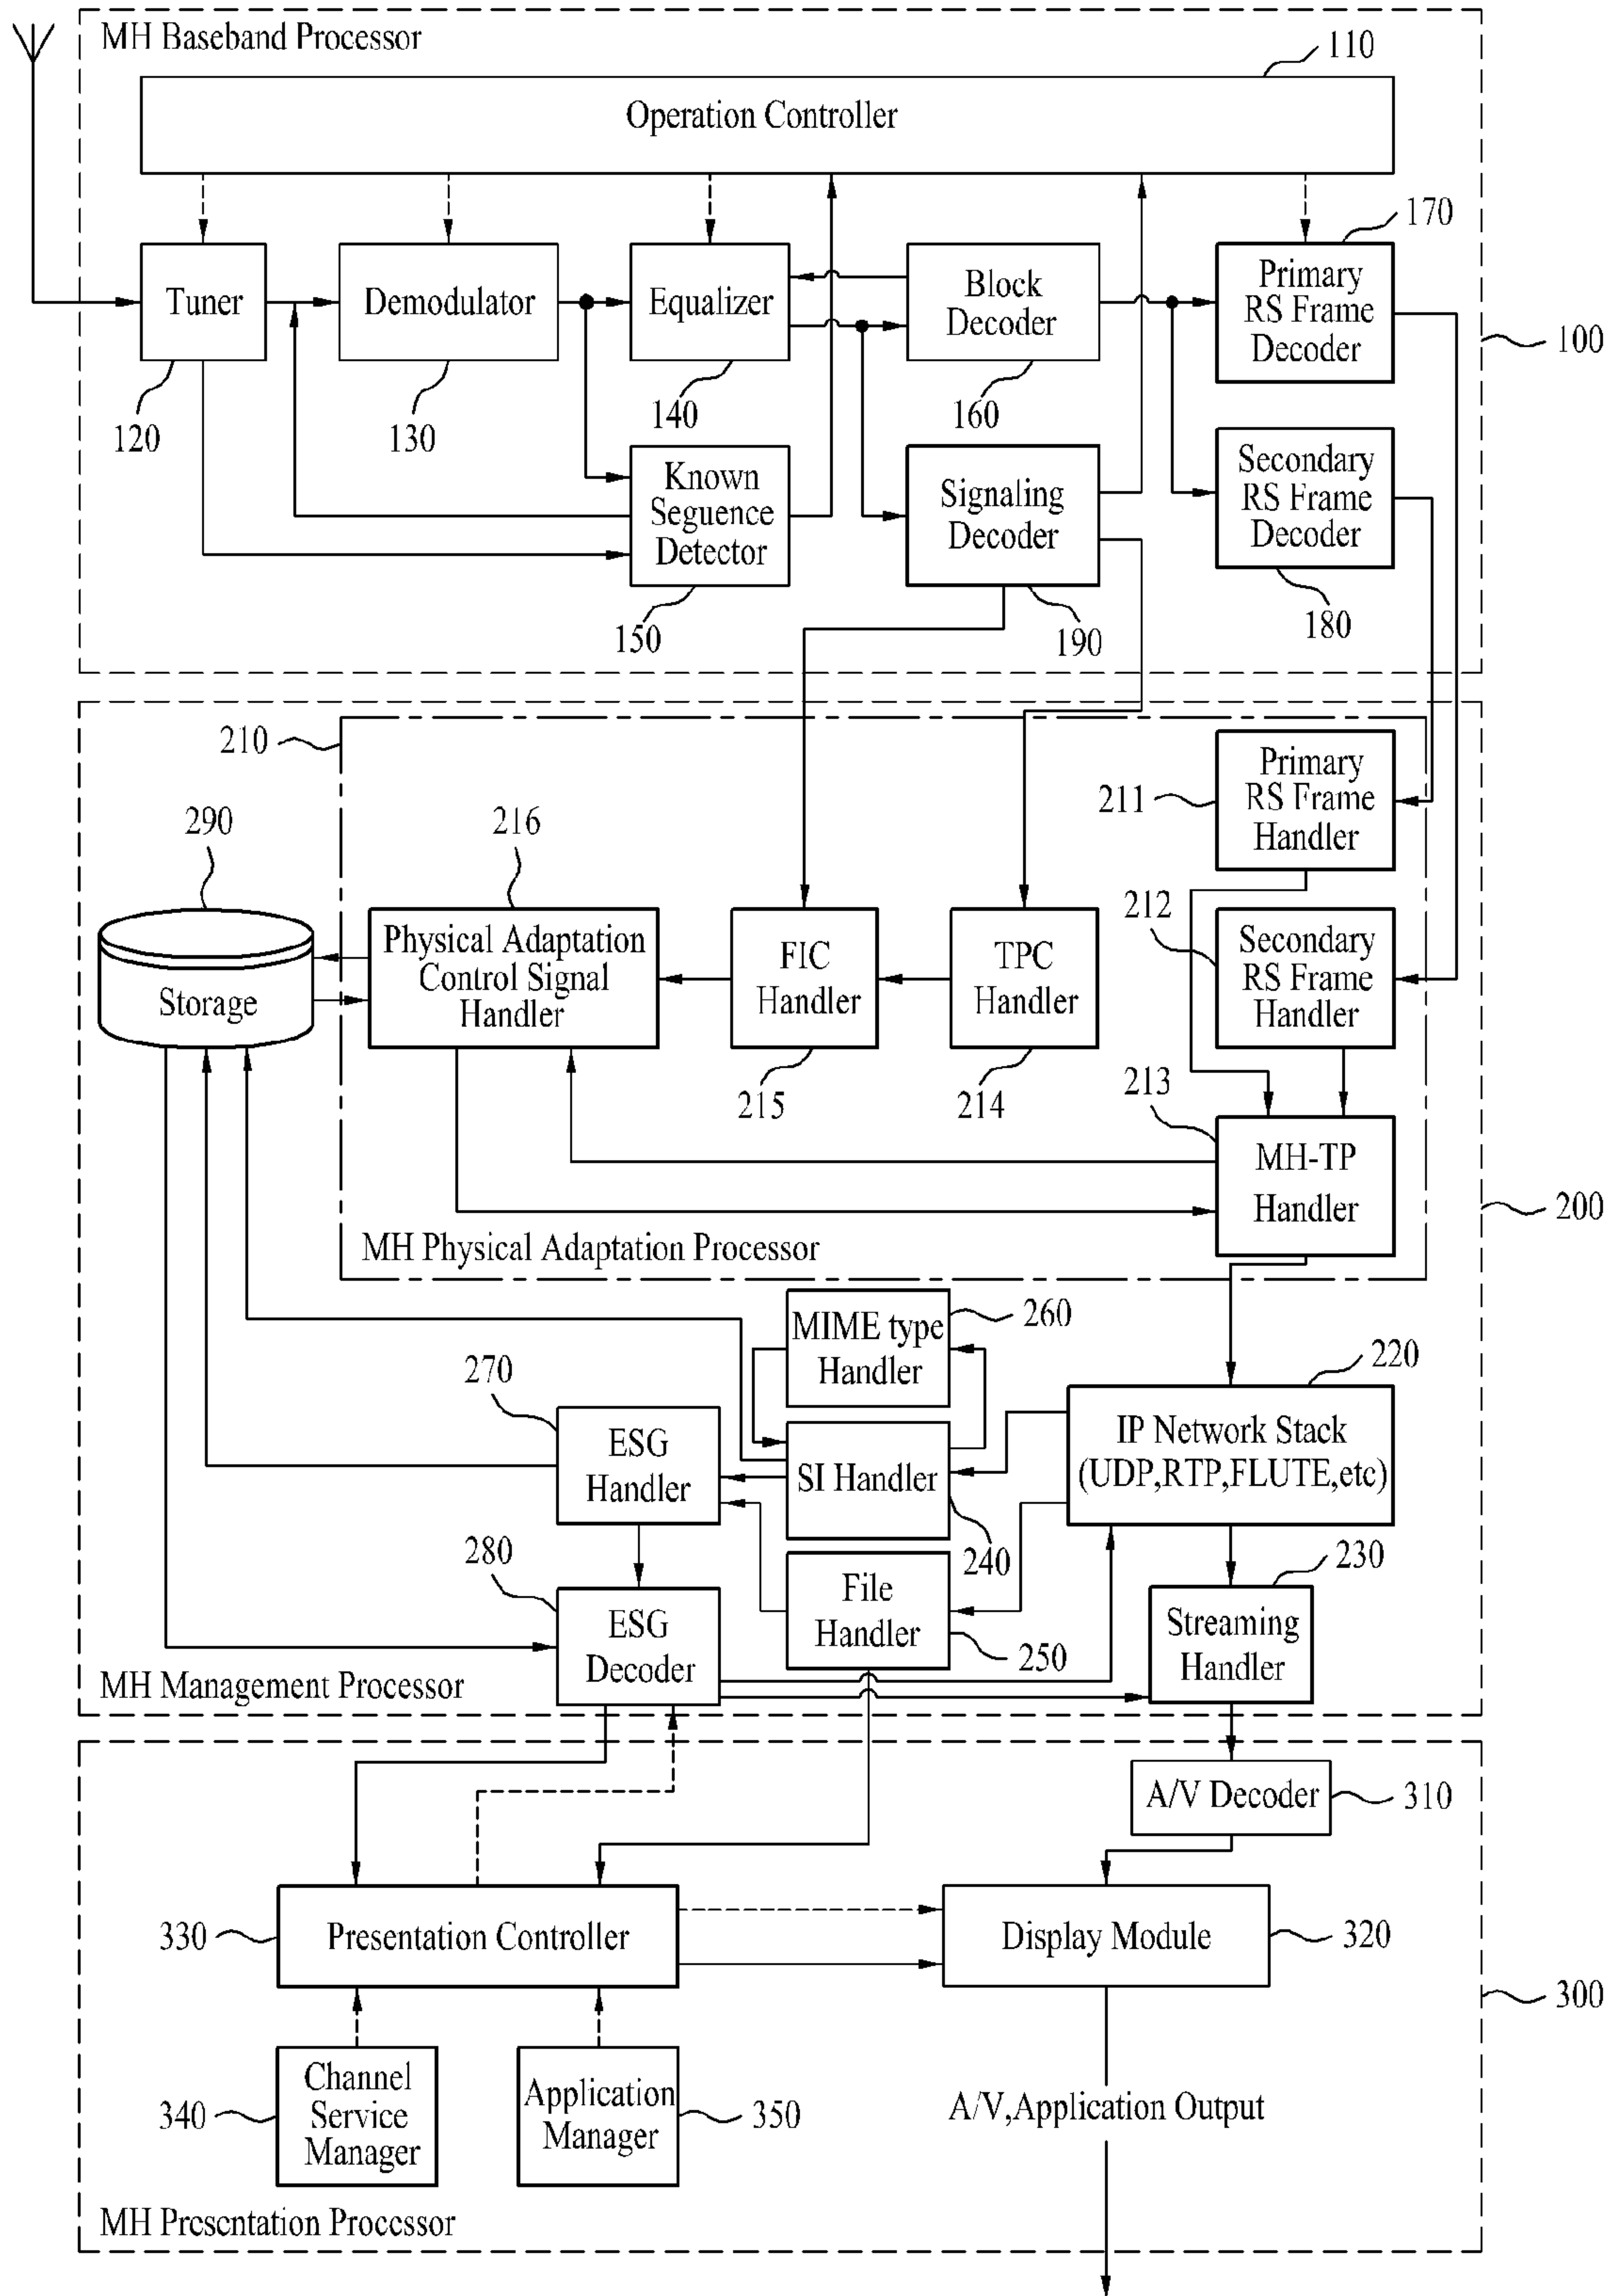 MH Baseband Processor
110
Operation Controller
170
Tuner
Demodulator
Equalizer
Block
Decoder
Primary
RS Frame
Decoder
100
120
130
140
160
Known
Seguence
Detector
Signaling
Decoder
Secondary
RS Frame
Decoder
150
190
180
210
Primary
RS Frame
Handler
211
290
216
212
Storage
Physical Adaptation
Control Signal
Handler
FIC
Handler
TPC
Handler
Secondary
RS Frame
Handler
215
214
213
MH-TP
Handler
200
MH Physical Adaptation Processor
MIME type
Handler
260
270
220
ESG
Handler
SI Handler
IP Network Stack
(UDP,RTP,FLUTE,etc)
280
240
230
ESG
Decoder
File
Handler
250
Streaming
Handler
MH Management Processor
A/V Decoder
310
330
Presentation Controller
Display Module
320
300
Channel
Service
Manager
340
Application
Manager
350
A/V,Application Output
MH Presentation Processor